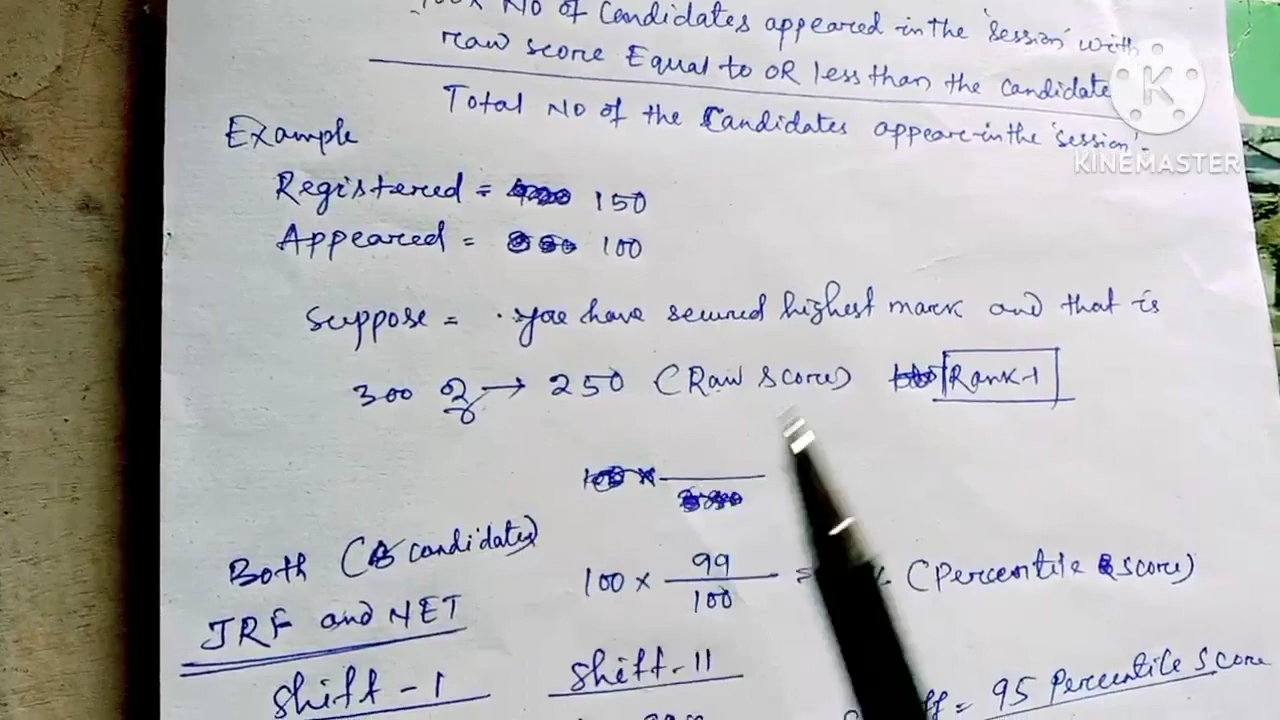 100x No of Candidates appeared in the 'Session' with
raw score Equal to OR less than the candidate
Total No of the Candidates appear in the 'session'.
K
KINEMASTER
Example
Registered = 150
Appeared = 100
Suppose = you have secured highest mark and that is
300 → 250 (Raw score) Rank-1
Both ( candidates)
100 x 99 / 100 = (Percentile score)
JRF and NET
Shift - I
Shift - II
= 95 Percentile score